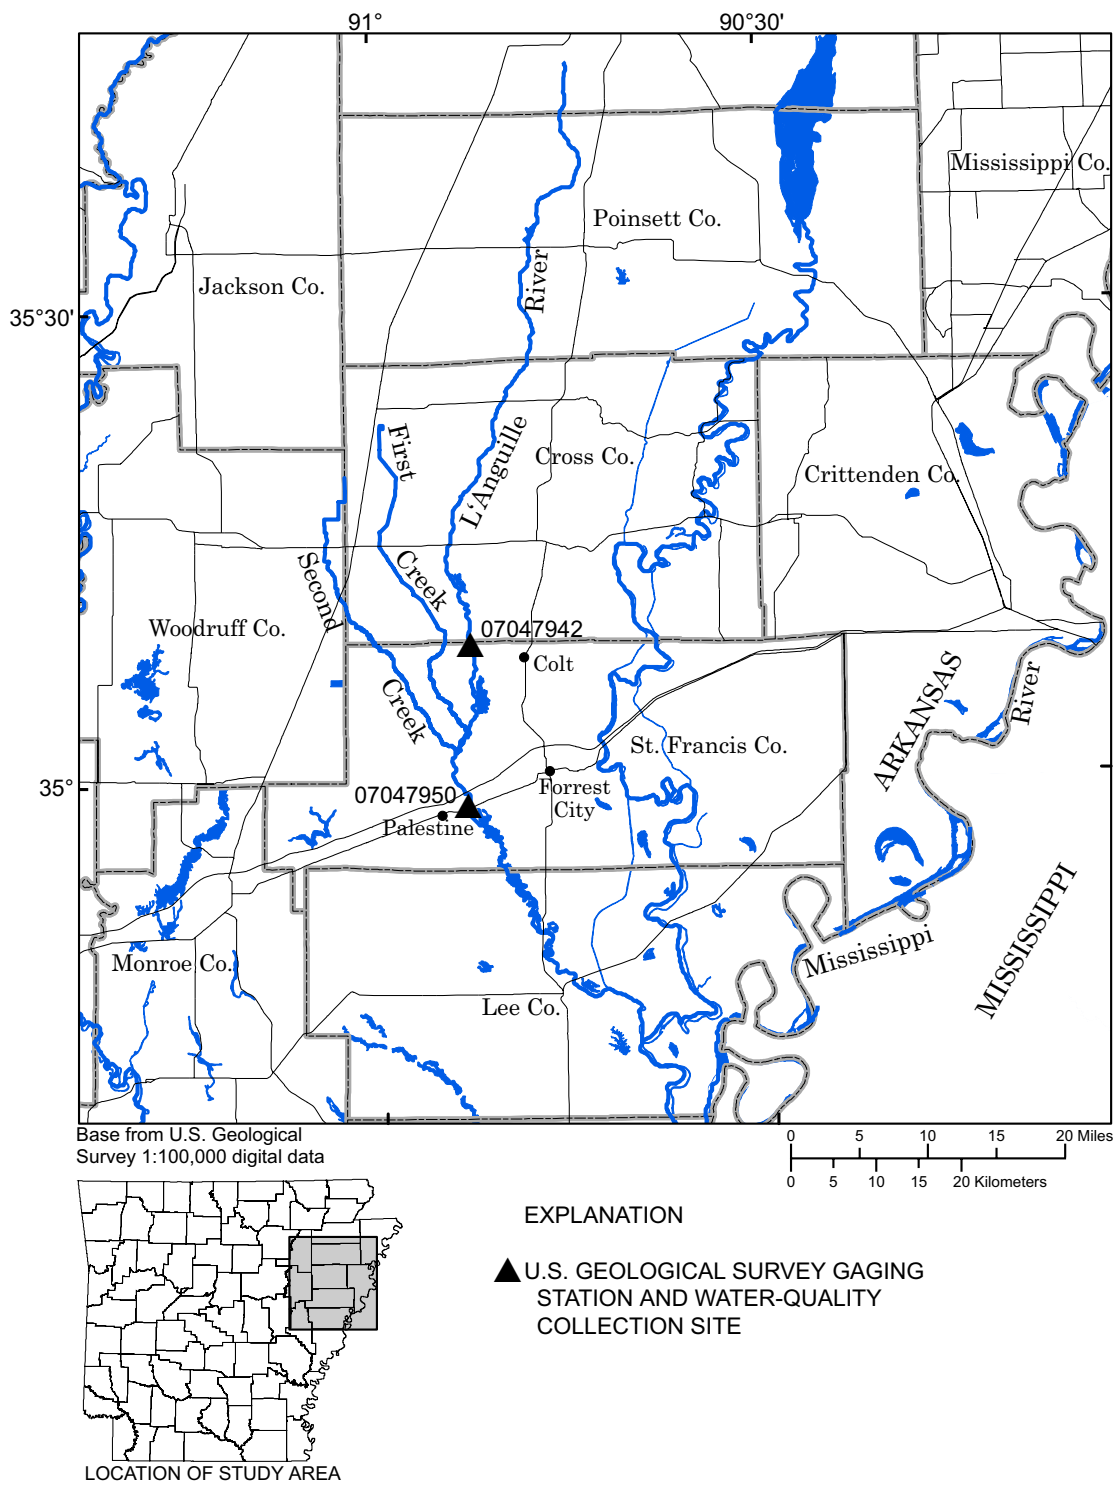 91°
90°30'
Mississippi Co.
Poinsett Co.
River
Jackson Co.
35°30'
First
L'Anguille
Cross Co.
Crittenden Co.
Second
Creek
07047942
Woodruff Co.
Colt
Creek
ARKANSAS
River
St. Francis Co.
35°
07047950
Forrest
City
Palestine
MISSISSIPPI
Mississippi
Monroe Co.
Lee Co.
Base from U.S. Geological
Survey 1:100,000 digital data
0 5 10 15 20 Miles
0 5 10 15 20 Kilometers
EXPLANATION
U.S. GEOLOGICAL SURVEY GAGING
STATION AND WATER-QUALITY
COLLECTION SITE
LOCATION OF STUDY AREA